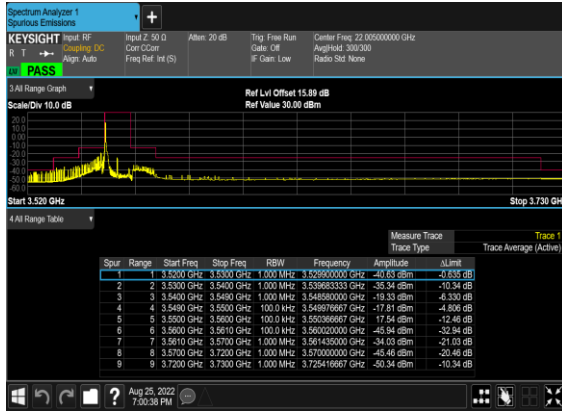 Spectrum Analyzer 1
Spurious Emissions
KEYSIGHT Input: RF Input Z: 50 Ω Atten: 20 dB Trig: Free Run Center Freq: 22.005000000 GHz
R T Coupling: DC Corr CCorr Gate: Off Avg|Hold: 300/300
Align: Auto Freq Ref: Int (S) IF Gain: Low Radio Std: None
PASS
3 All Range Graph Ref Lvl Offset 15.89 dB
Scale/Div 10.0 dB Ref Value 30.00 dBm
20.0
10.0
0.00
-10.0
-20.0
-30.0
-40.0
-50.0
-60.0
Start 3.520 GHz Stop 3.730 GH
4 All Range Table
Measure Trace Trace 1
Trace Type Trace Average (Active)
Spur Range Start Freq Stop Freq RBW Frequency Amplitude ΔLimit
1 1 3.5200 GHz 3.5300 GHz 1.000 MHz 3.529900000 GHz -40.63 dBm -0.635 dB
2 2 3.5300 GHz 3.5400 GHz 1.000 MHz 3.539683333 GHz -35.34 dBm -10.34 dB
3 3 3.5400 GHz 3.5490 GHz 1.000 MHz 3.548580000 GHz -19.33 dBm -6.330 dB
4 4 3.5490 GHz 3.5500 GHz 100.0 kHz 3.549976667 GHz -17.81 dBm -4.806 dB
5 5 3.5500 GHz 3.5600 GHz 100.0 kHz 3.550366667 GHz 17.54 dBm -12.46 dB
6 6 3.5600 GHz 3.5610 GHz 100.0 kHz 3.560020000 GHz -45.94 dBm -32.94 dB
7 7 3.5610 GHz 3.5700 GHz 1.000 MHz 3.561435000 GHz -34.03 dBm -21.03 dB
8 8 3.5700 GHz 3.7200 GHz 1.000 MHz 3.570000000 GHz -45.46 dBm -20.46 dB
9 9 3.7200 GHz 3.7300 GHz 1.000 MHz 3.725416667 GHz -50.34 dBm -10.34 dB
? Aug 25, 2022
7:00:38 PM